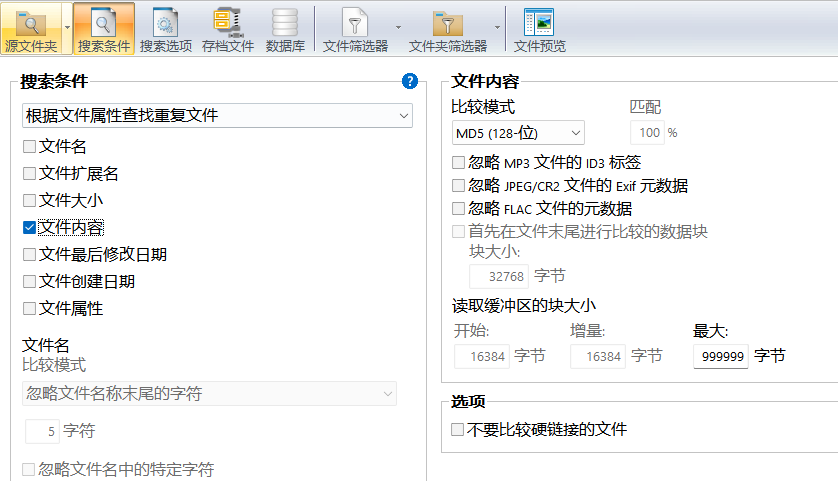 源文件夹 搜索条件 搜索选项 存档文件 数据库 文件筛选器 文件夹筛选器 文件预览
搜索条件 ?
根据文件属性查找重复文件
文件名
文件扩展名
文件大小
文件内容
文件最后修改日期
文件创建日期
文件属性
文件名
比较模式
忽略文件名称末尾的字符
5 字符
忽略文件名中的特定字符
文件内容
比较模式 匹配
MD5 (128-位) 100 %
忽略 MP3 文件的 ID3 标签
忽略 JPEG/CR2 文件的 Exif 元数据
忽略 FLAC 文件的元数据
首先在文件末尾进行比较的数据块
块大小:
32768 字节
读取缓冲区的块大小
开始: 增量: 最大:
16384 字节 16384 字节 999999 字节
选项
不要比较硬链接的文件